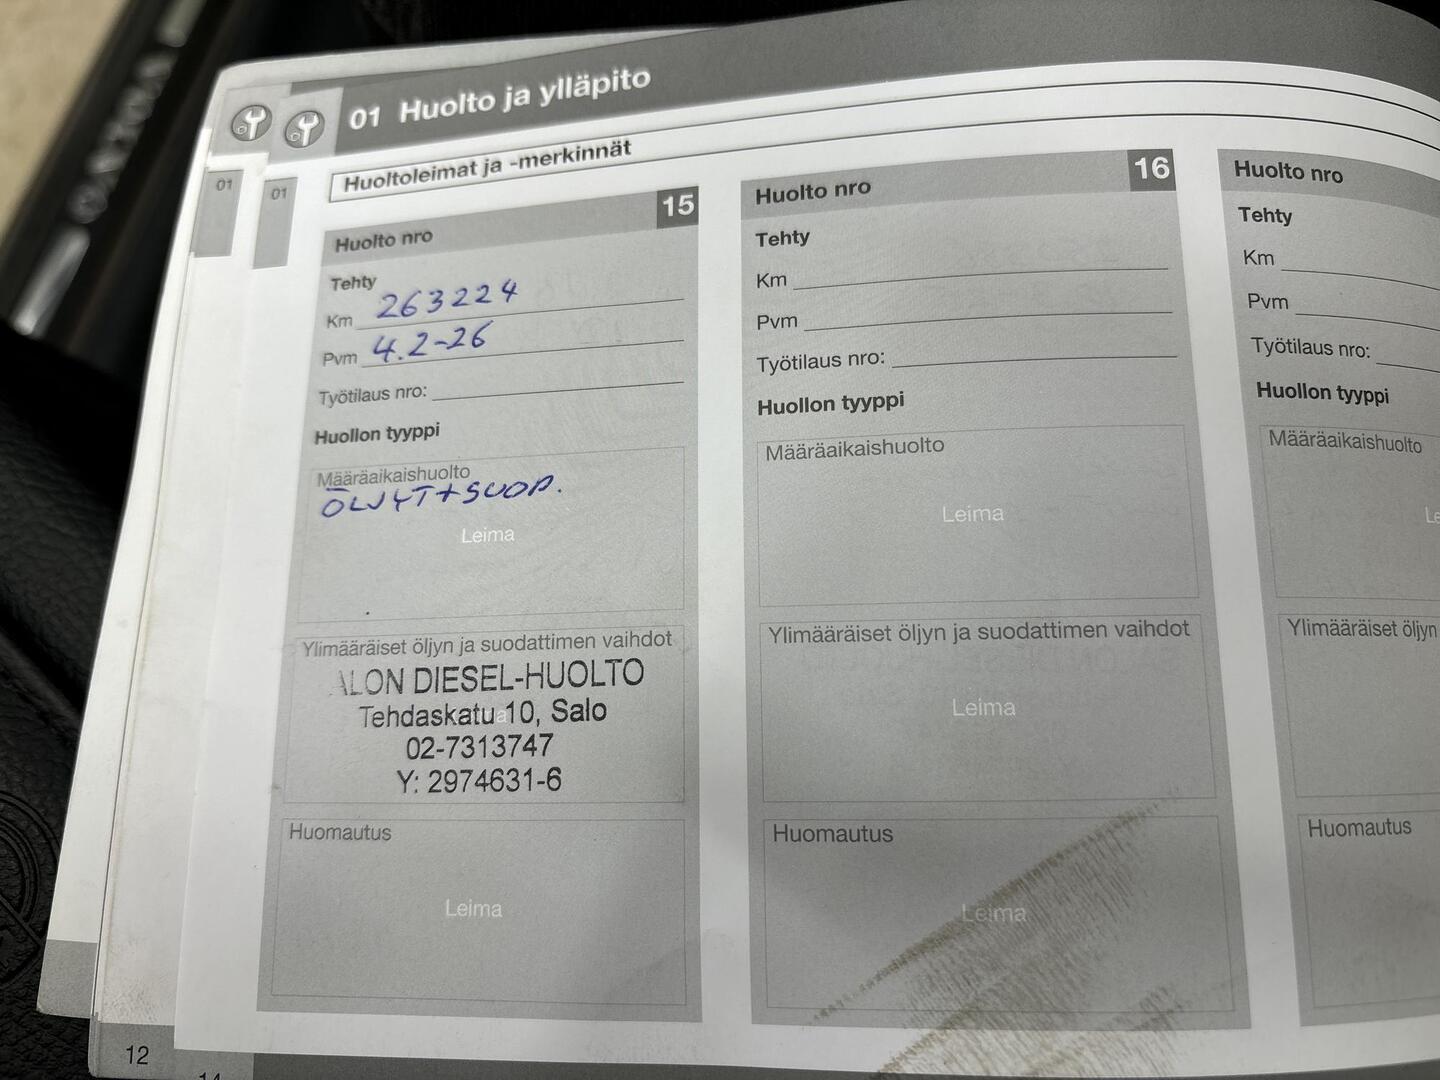 01 Huolto ja ylläpito
01
01
Huoltoleimat ja -merkinnät
Huolto nro 15
Tehty
Km 263224
Pvm 4.2-26
Työtilaus nro:
Huollon tyyppi
Määräaikaishuolto
ÖLJYT+SUOD.
Leima
Ylimääräiset öljyn ja suodattimen vaihdot
ALON DIESEL-HUOLTO
Tehdaskatu 10, Salo
02-7313747
Y: 2974631-6
Huomautus
Leima
Huolto nro 16
Tehty
Km
Pvm
Työtilaus nro:
Huollon tyyppi
Määräaikaishuolto
Leima
Ylimääräiset öljyn ja suodattimen vaihdot
Leima
Huomautus
Leima
Huolto nro
Tehty
Km
Pvm
Työtilaus nro:
Huollon tyyppi
Määräaikaishuolto
Le
Ylimääräiset öljyn
Huomautus
12